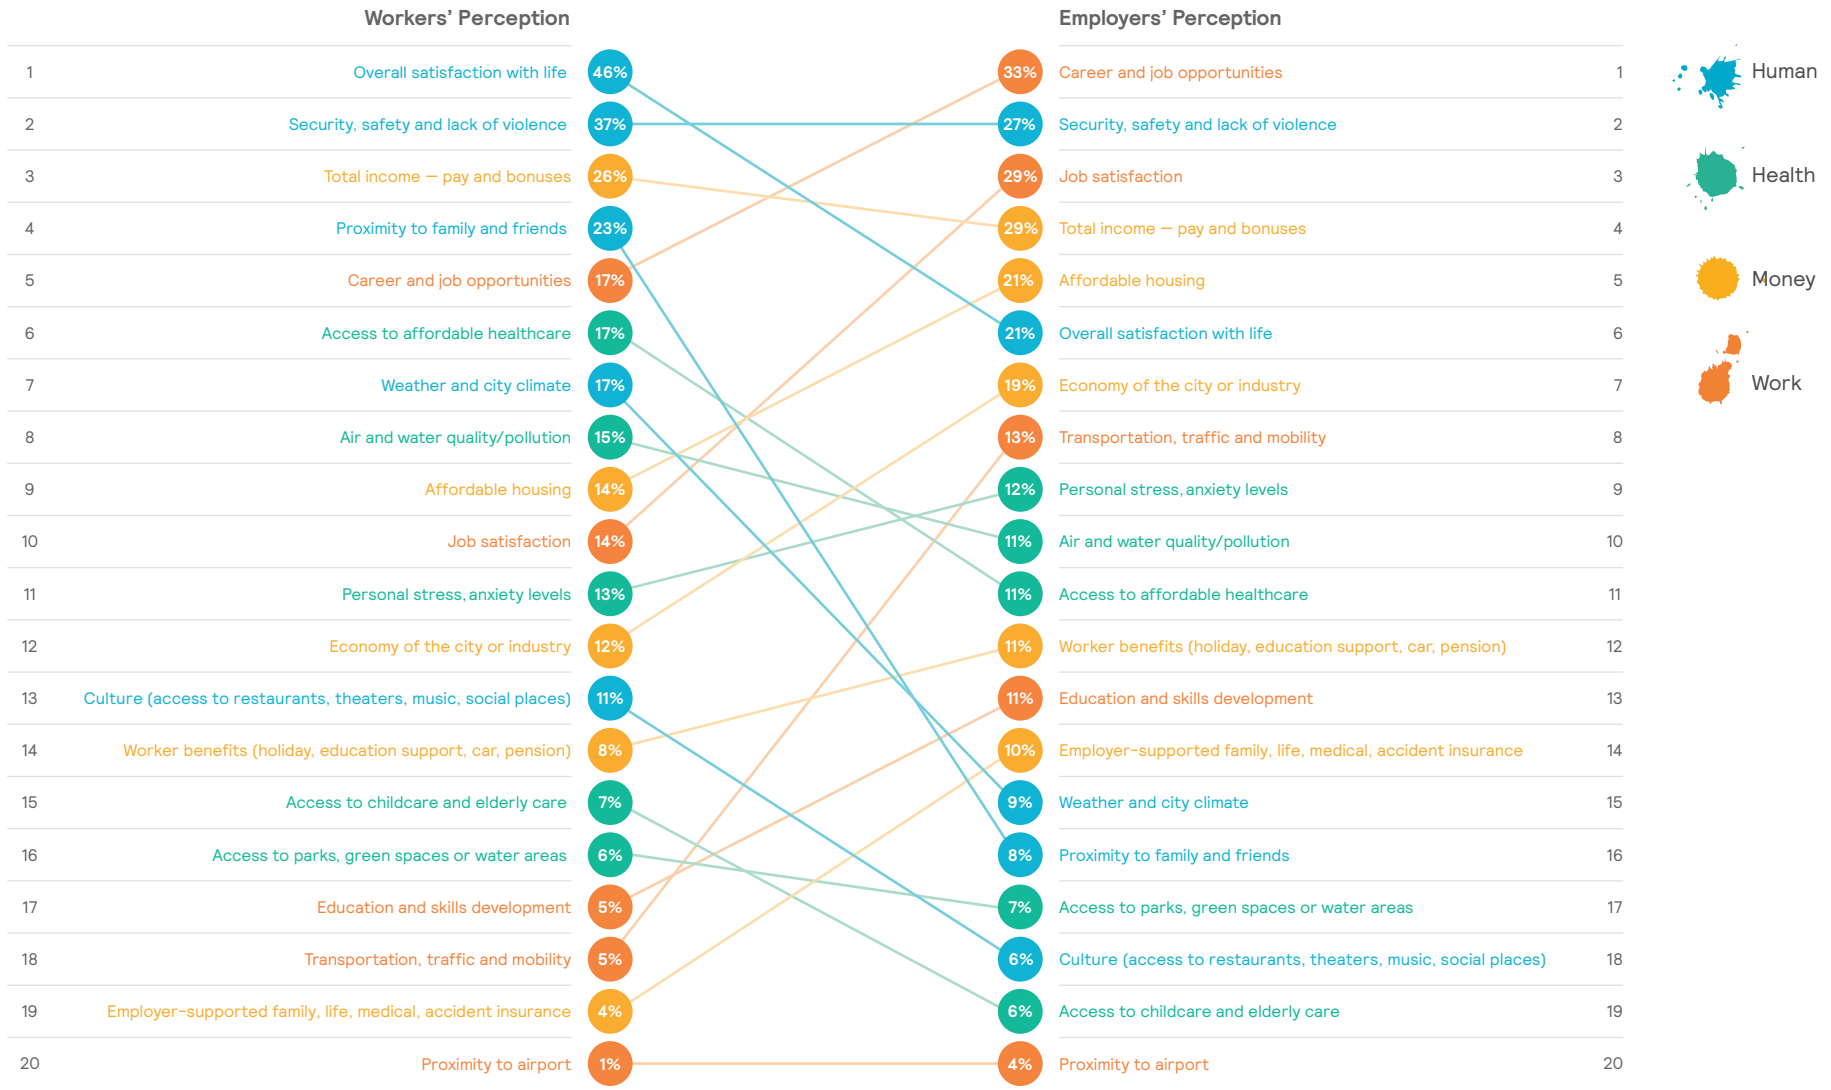 Workers’ Perception Employers’ Perception
1 Overall satisfaction with life 46% 33% Career and job opportunities 1 Human
2 Security, safety and lack of violence 37% 27% Security, safety and lack of violence 2
3 Total income — pay and bonuses 26% 29% Job satisfaction 3 Health
4 Proximity to family and friends 23% 29% Total income — pay and bonuses 4
5 Career and job opportunities 17% 21% Affordable housing 5 Money
6 Access to affordable healthcare 17% 21% Overall satisfaction with life 6
7 Weather and city climate 17% 19% Economy of the city or industry 7 Work
8 Air and water quality/pollution 15% 13% Transportation, traffic and mobility 8
9 Affordable housing 14% 12% Personal stress, anxiety levels 9
10 Job satisfaction 14% 11% Air and water quality/pollution 10
11 Personal stress, anxiety levels 13% 11% Access to affordable healthcare 11
12 Economy of the city or industry 12% 11% Worker benefits (holiday, education support, car, pension) 12
13 Culture (access to restaurants, theaters, music, social places) 11% 11% Education and skills development 13
14 Worker benefits (holiday, education support, car, pension) 8% 10% Employer-supported family, life, medical, accident insurance 14
15 Access to childcare and elderly care 7% 9% Weather and city climate 15
16 Access to parks, green spaces or water areas 6% 8% Proximity to family and friends 16
17 Education and skills development 5% 7% Access to parks, green spaces or water areas 17
18 Transportation, traffic and mobility 5% 6% Culture (access to restaurants, theaters, music, social places) 18
19 Employer-supported family, life, medical, accident insurance 4% 6% Access to childcare and elderly care 19
20 Proximity to airport 1% 4% Proximity to airport 20